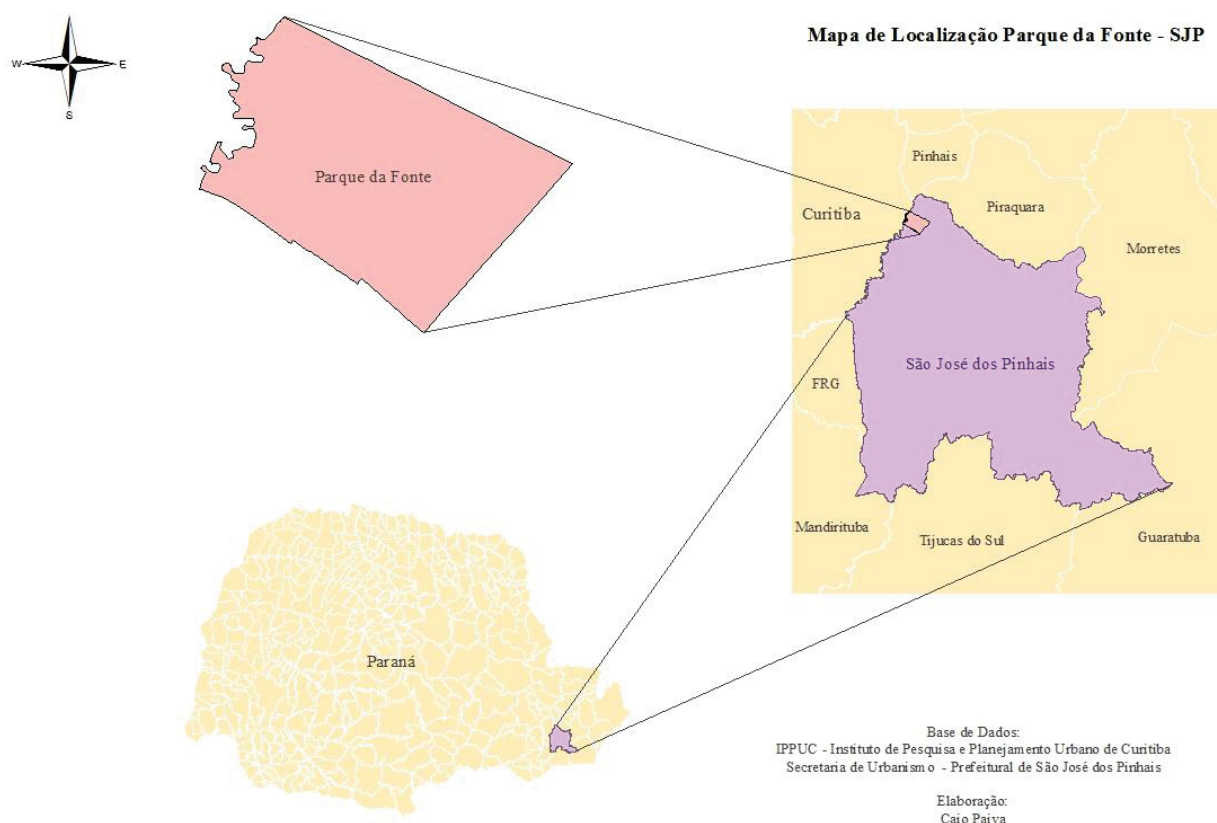 Mapa de Localização Parque da Fonte - SJP
W
E
S
Parque da Fonte
Pinhais
Curitiba
Piraquara
Morretes
São José dos Pinhais
FRG
Mandirituba
Tijucas do Sul
Guaratuba
Paraná
Base de Dados:
IPPUC - Instituto de Pesquisa e Planejamento Urbano de Curitiba
Secretaria de Urbanismo - Prefeitural de São José dos Pinhais
Elaboração:
Caio Paiva